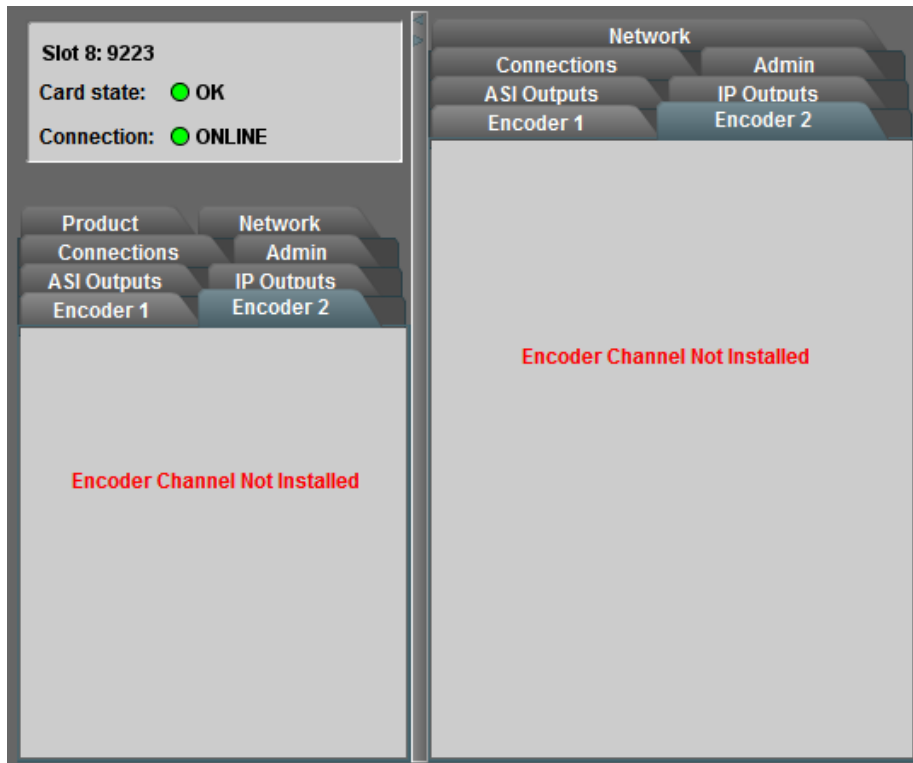 Slot 8: 9223
Card state: OK
Connection: ONLINE
Product Network
Connections Admin
ASI Outputs IP Outputs
Encoder 1 Encoder 2
Encoder Channel Not Installed
Network
Connections Admin
ASI Outputs IP Outputs
Encoder 1 Encoder 2
Encoder Channel Not Installed